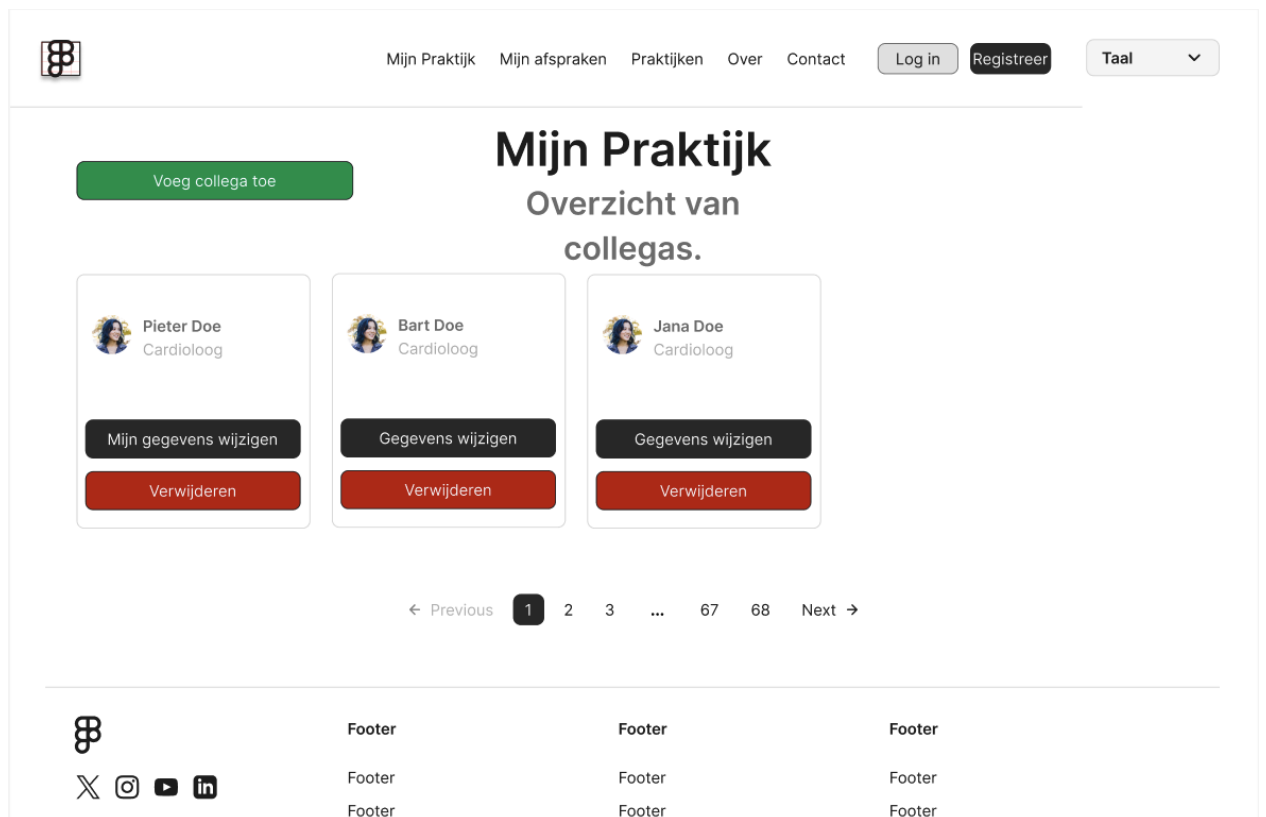 Mijn Praktijk Mijn afspraken Praktijken Over Contact Log in Registreer Taal
Mijn Praktijk
Voeg collega toe
Overzicht van
collegas.
Pieter Doe
Cardioloog
Mijn gegevens wijzigen
Verwijderen
Bart Doe
Cardioloog
Gegevens wijzigen
Verwijderen
Jana Doe
Cardioloog
Gegevens wijzigen
Verwijderen
← Previous 1 2 3 ... 67 68 Next →
Footer
Footer
Footer
Footer
Footer
Footer
Footer
Footer
Footer